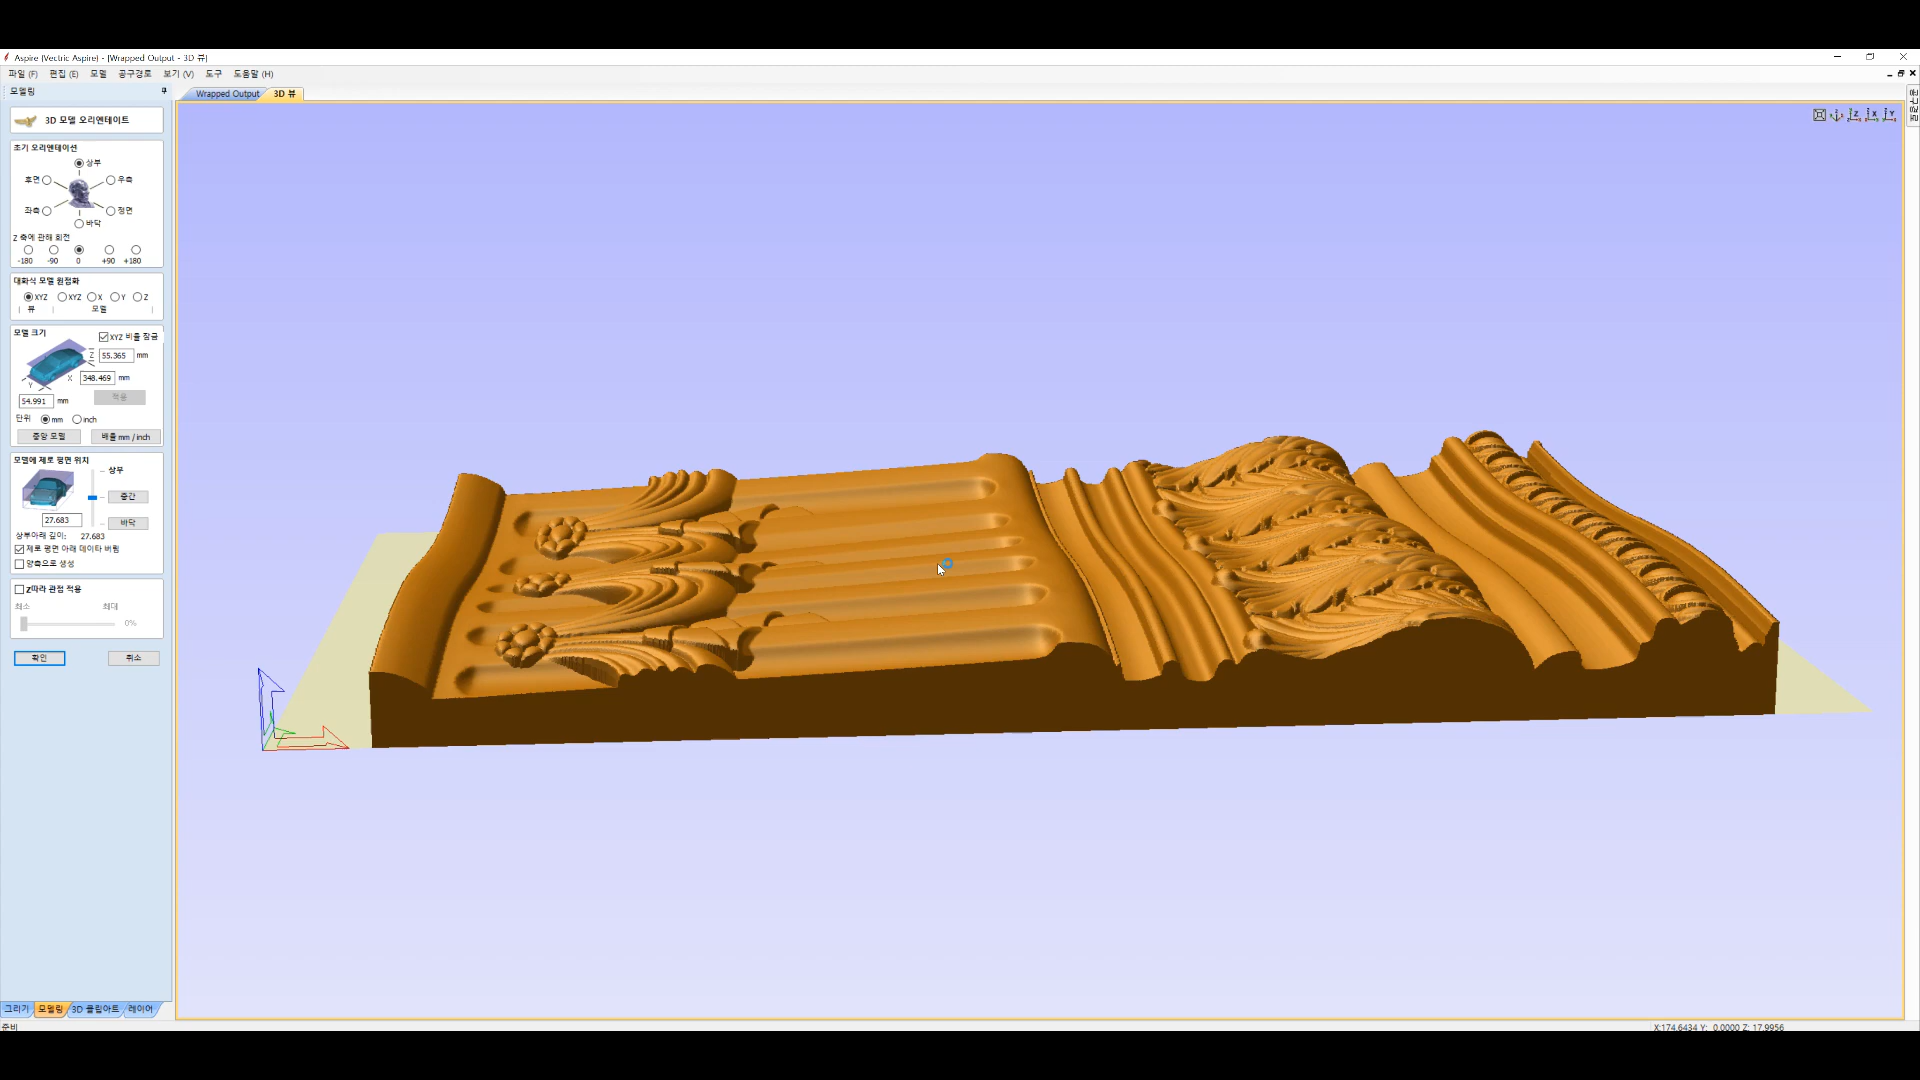 Aspire (Vectric Aspire) - [Wrapped Output - 3D 뷰]
파일 (F) 편집 (E) 모델 공구경로 보기 (V) 도구 도움말 (H)
모델링
Wrapped Output 3D 뷰
3D 모델 오리엔테이트
초기 오리엔테이션
상부
후면 우측
좌측 정면
바닥
Z 축에 관해 회전
-180 -90 0 +90 +180
대화식 모델 원점화
XYZ XYZ X Y Z
뷰 모델
모델 크기
XYZ 비율 잠금
Z 55.365 mm
X 348.469 mm
Y
54.991 mm 적용
단위 mm inch
중앙 모델 배율 mm / inch
모델에 제로 평면 위치
상부
중간
27.683 바닥
상부아래 깊이: 27.683
제로 평면 아래 데이타 버림
양측으로 생성
Z따라 관점 적용
최소 최대
0%
확인 취소
그리기 모델링 3D 클립아트 레이어
준비
X:174.6434 Y: 0.0000 Z: 17.9956
공구경로